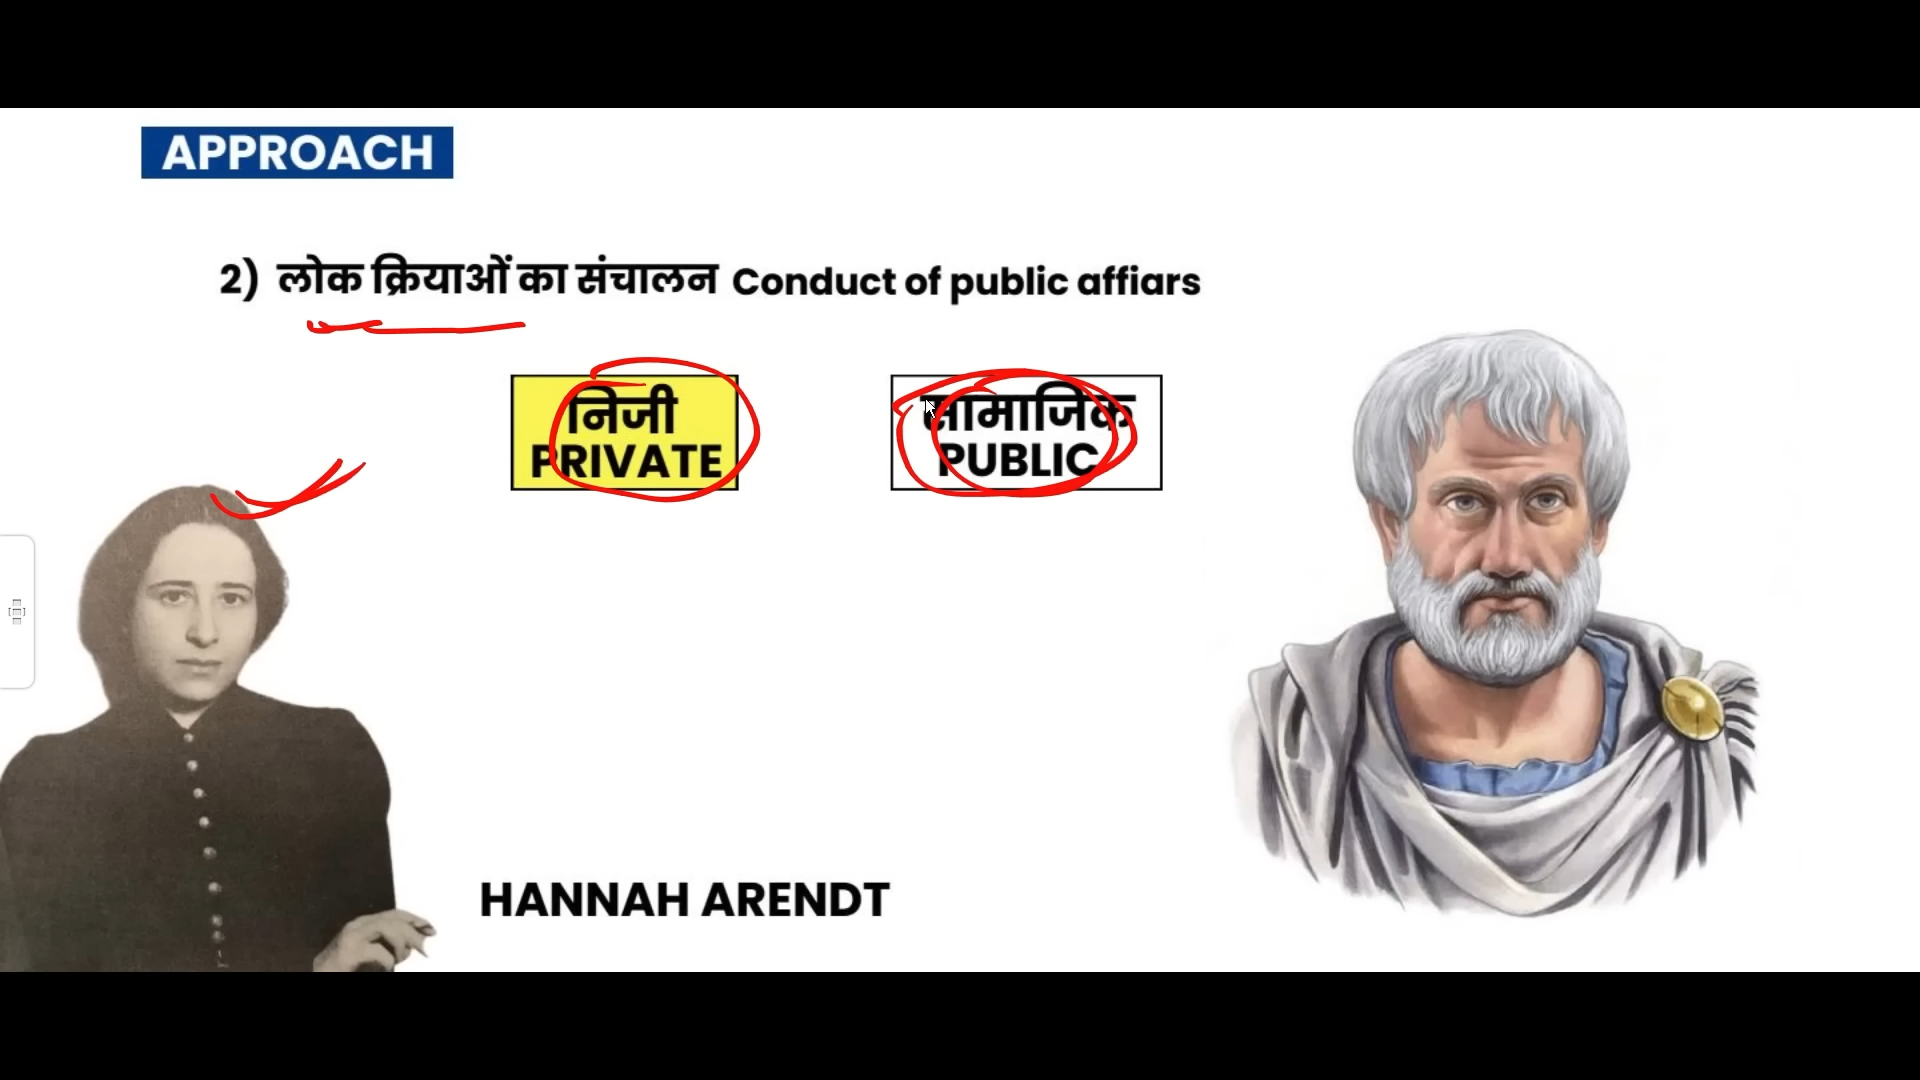 APPROACH
2) लोक क्रियाओं का संचालन Conduct of public affiars
निजी
PRIVATE
सामाजिक
PUBLIC
HANNAH ARENDT